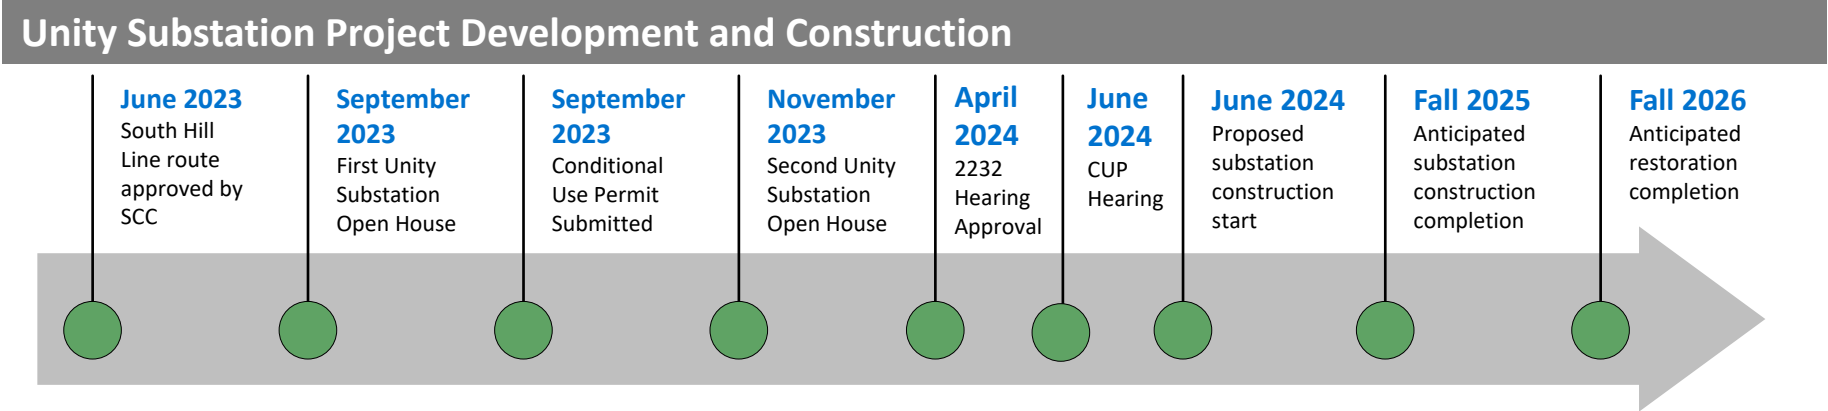 Unity Substation Project Development and Construction
June 2023
South Hill
Line route
approved by
SCC
September
2023
First Unity
Substation
Open House
September
2023
Conditional
Use Permit
Submitted
November
2023
Second Unity
Substation
Open House
April
2024
2232
Hearing
Approval
June
2024
CUP
Hearing
June 2024
Proposed
substation
construction
start
Fall 2025
Anticipated
substation
construction
completion
Fall 2026
Anticipated
restoration
completion